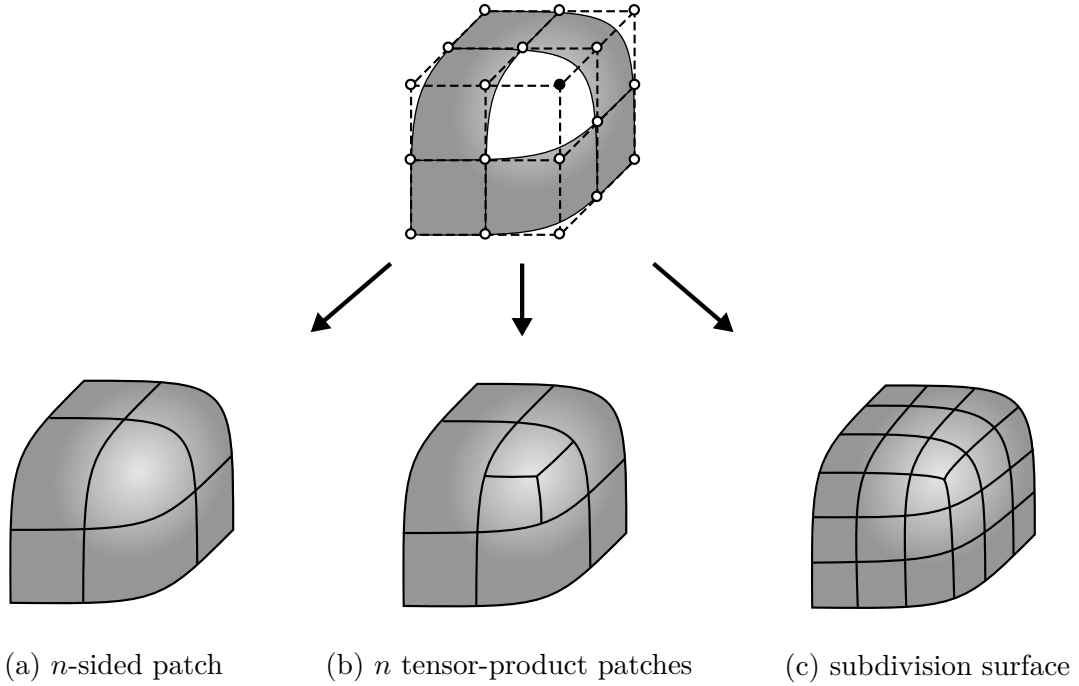 (a) n-sided patch
(b) n tensor-product patches
(c) subdivision surface